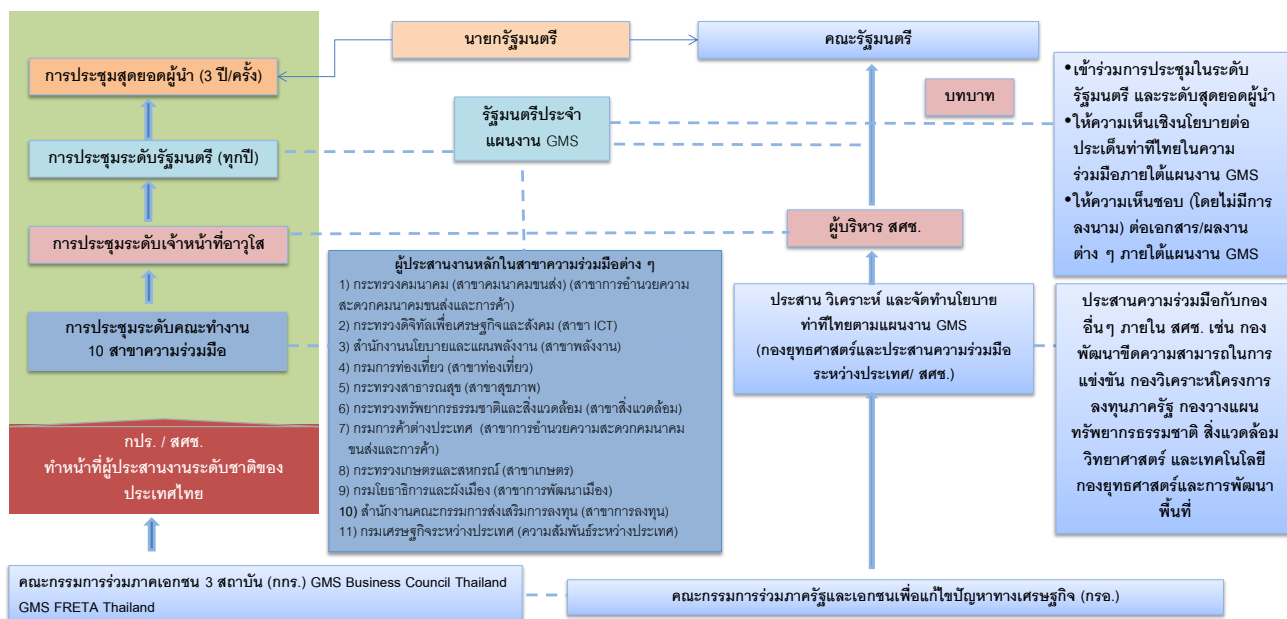 นายกรัฐมนตรี
คณะรัฐมนตรี
การประชุมสุดยอดผู้นำ (3 ปี/ครั้ง)
รัฐมนตรีประจำ
แผนงาน GMS
บทบาท
•เข้าร่วมการประชุมในระดับ
รัฐมนตรี และระดับสุดยอดผู้นำ
•ให้ความเห็นเชิงนโยบายต่อ
ประเด็นท่าทีไทยในความ
ร่วมมือภายใต้แผนงาน GMS
•ให้ความเห็นชอบ (โดยไม่มีการ
ลงนาม) ต่อเอกสาร/ผลงาน
ต่าง ๆ ภายใต้แผนงาน GMS
การประชุมระดับรัฐมนตรี (ทุกปี)
การประชุมระดับเจ้าหน้าที่อาวุโส
ผู้บริหาร สศช.
การประชุมระดับคณะทำงาน
10 สาขาความร่วมมือ
ผู้ประสานงานหลักในสาขาความร่วมมือต่าง ๆ
1) กระทรวงคมนาคม (สาขาคมนาคมขนส่ง) (สาขาการอำนวยความ
สะดวกคมนาคมขนส่งและการค้า)
2) กระทรวงดิจิทัลเพื่อเศรษฐกิจและสังคม (สาขา ICT)
3) สำนักงานนโยบายและแผนพลังงาน (สาขาพลังงาน)
4) กรมการท่องเที่ยว (สาขาท่องเที่ยว)
5) กระทรวงสาธารณสุข (สาขาสุขภาพ)
6) กระทรวงทรัพยากรธรรมชาติและสิ่งแวดล้อม (สาขาสิ่งแวดล้อม)
7) กรมการค้าต่างประเทศ (สาขาการอำนวยความสะดวกคมนาคม
ขนส่งและการค้า)
8) กระทรวงเกษตรและสหกรณ์ (สาขาเกษตร)
9) กรมโยธาธิการและผังเมือง (สาขาการพัฒนาเมือง)
10) สำนักงานคณะกรรมการส่งเสริมการลงทุน (สาขาการลงทุน)
11) กรมเศรษฐกิจระหว่างประเทศ (ความสัมพันธ์ระหว่างประเทศ)
ประสาน วิเคราะห์ และจัดทำนโยบาย
ท่าทีไทยตามแผนงาน GMS
(กองยุทธศาสตร์และประสานความร่วมมือ
ระหว่างประเทศ/ สศช.)
ประสานความร่วมมือกับกอง
อื่นๆ ภายใน สศช. เช่น กอง
พัฒนาขีดความสามารถในการ
แข่งขัน กองวิเคราะห์โครงการ
ลงทุนภาครัฐ กองวางแผน
ทรัพยากรธรรมชาติ สิ่งแวดล้อม
วิทยาศาสตร์ และเทคโนโลยี
กองยุทธศาสตร์และการพัฒนา
พื้นที่
กปร. / สศช.
ทำหน้าที่ผู้ประสานงานระดับชาติของ
ประเทศไทย
คณะกรรมการร่วมภาคเอกชน 3 สถาบัน (กกร.) GMS Business Council Thailand
GMS FRETA Thailand
คณะกรรมการร่วมภาครัฐและเอกชนเพื่อแก้ไขปัญหาทางเศรษฐกิจ (กรอ.)